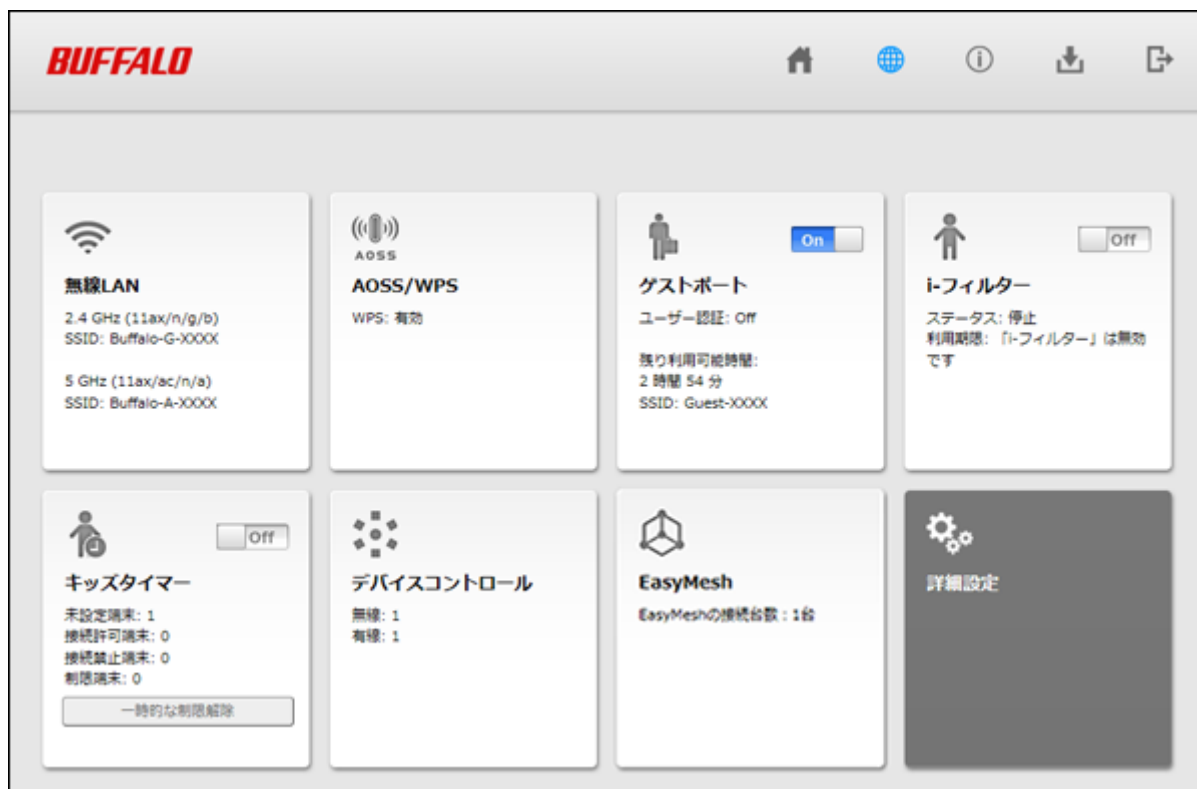 BUFFALO
AOSS
On
Off
無線LAN
AOSS/WPS
ゲストポート
i-フィルター
2.4 GHz (11ax/n/g/b)
SSID: Buffalo-G-XXXX
5 GHz (11ax/ac/n/a)
SSID: Buffalo-A-XXXX
WPS: 有効
ユーザー認証: Off
残り利用可能時間:
2 時間 54 分
SSID: Guest-XXXX
ステータス: 停止
利用期限: 「i-フィルター」は無効
です
Off
キッズタイマー
デバイスコントロール
EasyMesh
詳細設定
未設定端末: 1
接続許可端末: 0
接続禁止端末: 0
制限端末: 0
一時的な制限解除
無線: 1
有線: 1
EasyMeshの接続台数：1台